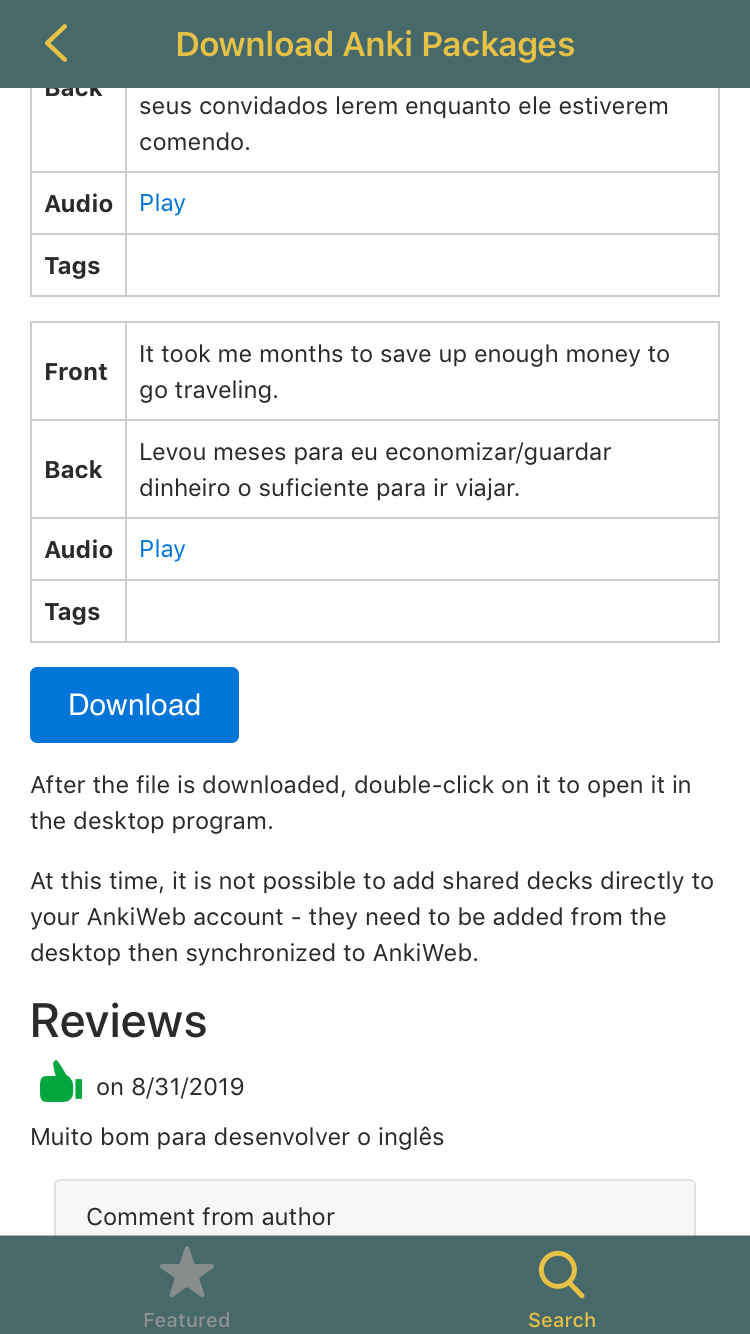 Download Anki Packages
Back
seus convidados lerem enquanto ele estiverem
comendo.
Audio
Play
Tags
Front
It took me months to save up enough money to
go traveling.
Back
Levou meses para eu economizar/guardar
dinheiro o suficiente para ir viajar.
Audio
Play
Tags
Download
After the file is downloaded, double-click on it to open it in
the desktop program.
At this time, it is not possible to add shared decks directly to
your AnkiWeb account - they need to be added from the
desktop then synchronized to AnkiWeb.
Reviews
on 8/31/2019
Muito bom para desenvolver o inglês
Comment from author
Featured
Search